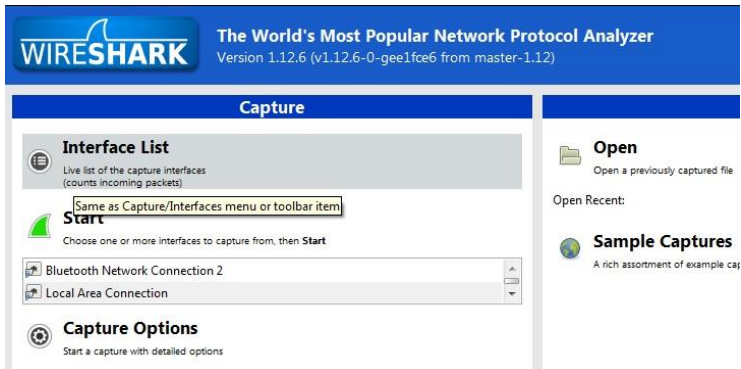 WIRESHARK
The World's Most Popular Network Protocol Analyzer
Version 1.12.6 (v1.12.6-0-gee1fce6 from master-1.12)
Capture
Interface List
Live list of the capture interfaces
(counts incoming packets)
Same as Capture/Interfaces menu or toolbar item
Start
Choose one or more interfaces to capture from, then Start
Bluetooth Network Connection 2
Local Area Connection
Capture Options
Start a capture with detailed options
Open
Open a previously captured file
Open Recent:
Sample Captures
A rich assortment of example cap